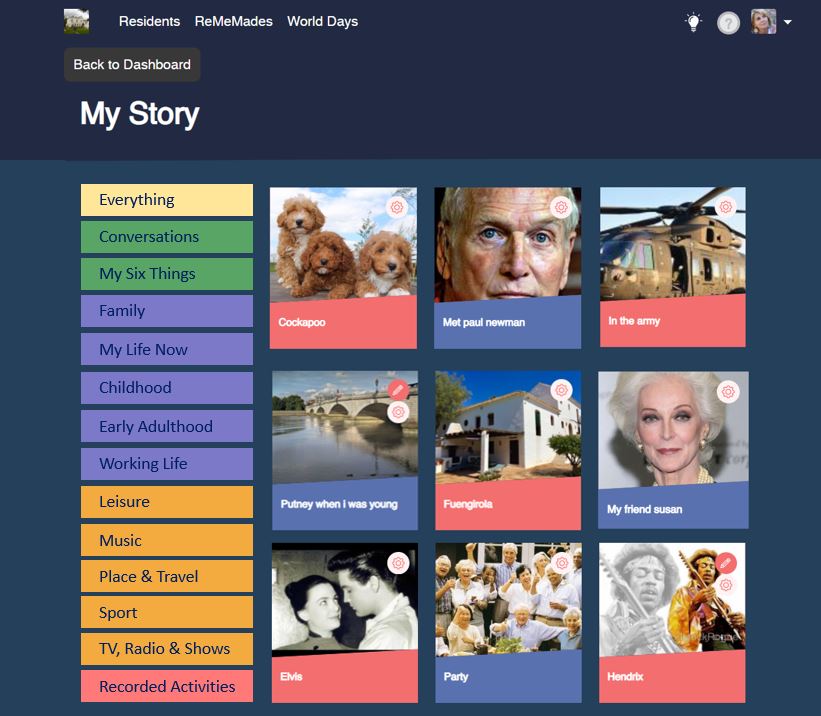 Residents ReMeMades World Days
?
Back to Dashboard
My Story
Everything
Conversations
My Six Things
Family
My Life Now
Childhood
Early Adulthood
Working Life
Leisure
Music
Place & Travel
Sport
TV, Radio & Shows
Recorded Activities
Cockapoo
Met paul newman
In the army
Putney when i was young
Fuengirola
My friend susan
Elvis
Party
Hendrix